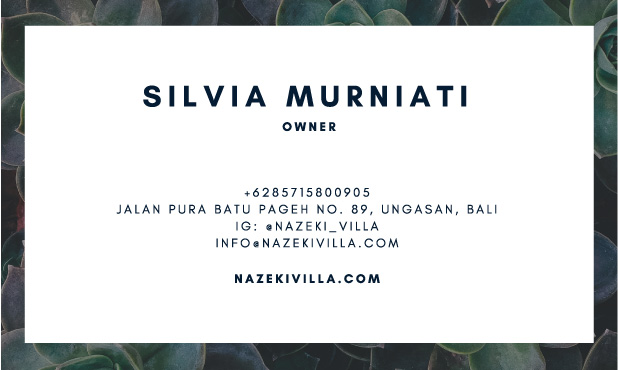 SILVIA MURNIATI
OWNER
+6285715800905
JALAN PURA BATU PAGEH NO. 89, UNGASAN, BALI
IG: @NAZEKI_VILLA
INFO@NAZEKIVILLA.COM
NAZEKIVILLA.COM